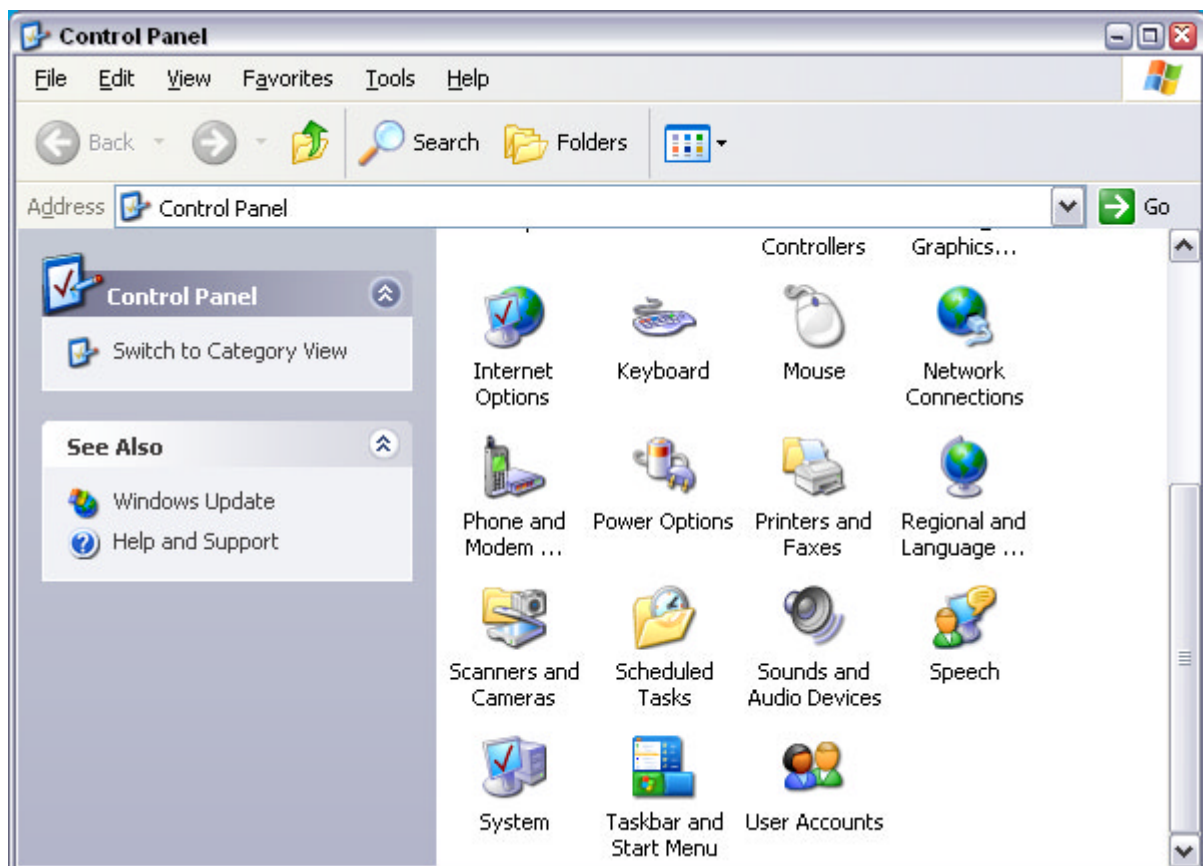 Control Panel
File Edit View Favorites Tools Help
Back Search Folders
Address Control Panel Go
Control Panel
Switch to Category View
See Also
Windows Update
Help and Support
Controllers Graphics...
Internet Keyboard Mouse Network
Options Connections
Phone and Power Options Printers and Regional and
Modem ... Faxes Language ...
Scanners and Scheduled Sounds and Speech
Cameras Tasks Audio Devices
System Taskbar and User Accounts
Start Menu